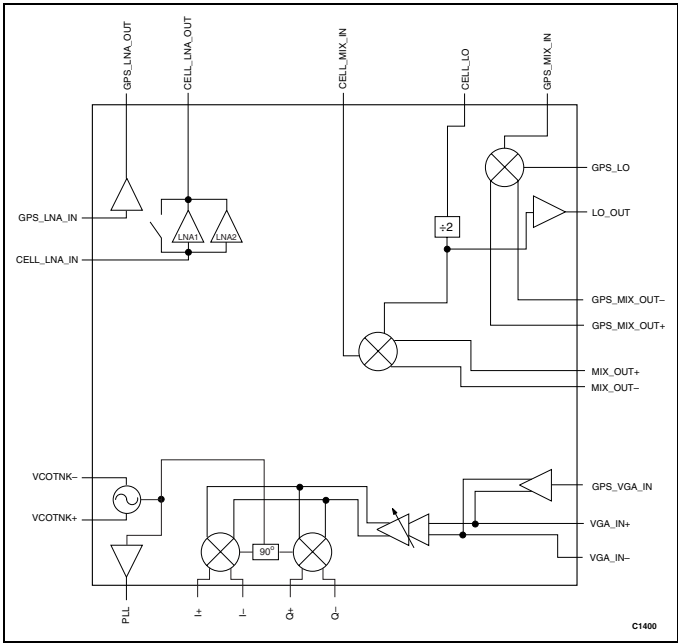 GPS_LNA_OUT
CELL_LNA_OUT
CELL_MIX_IN
CELL_LO
GPS_MIX_IN
GPS_LO
LO_OUT
GPS_LNA_IN
LNA1
LNA2
÷2
CELL_LNA_IN
GPS_MIX_OUT–
GPS_MIX_OUT+
MIX_OUT+
MIX_OUT–
VCOTNK–
GPS_VGA_IN
VCOTNK+
VGA_IN+
90°
VGA_IN–
PLL
I+
I–
Q+
Q–
C1400